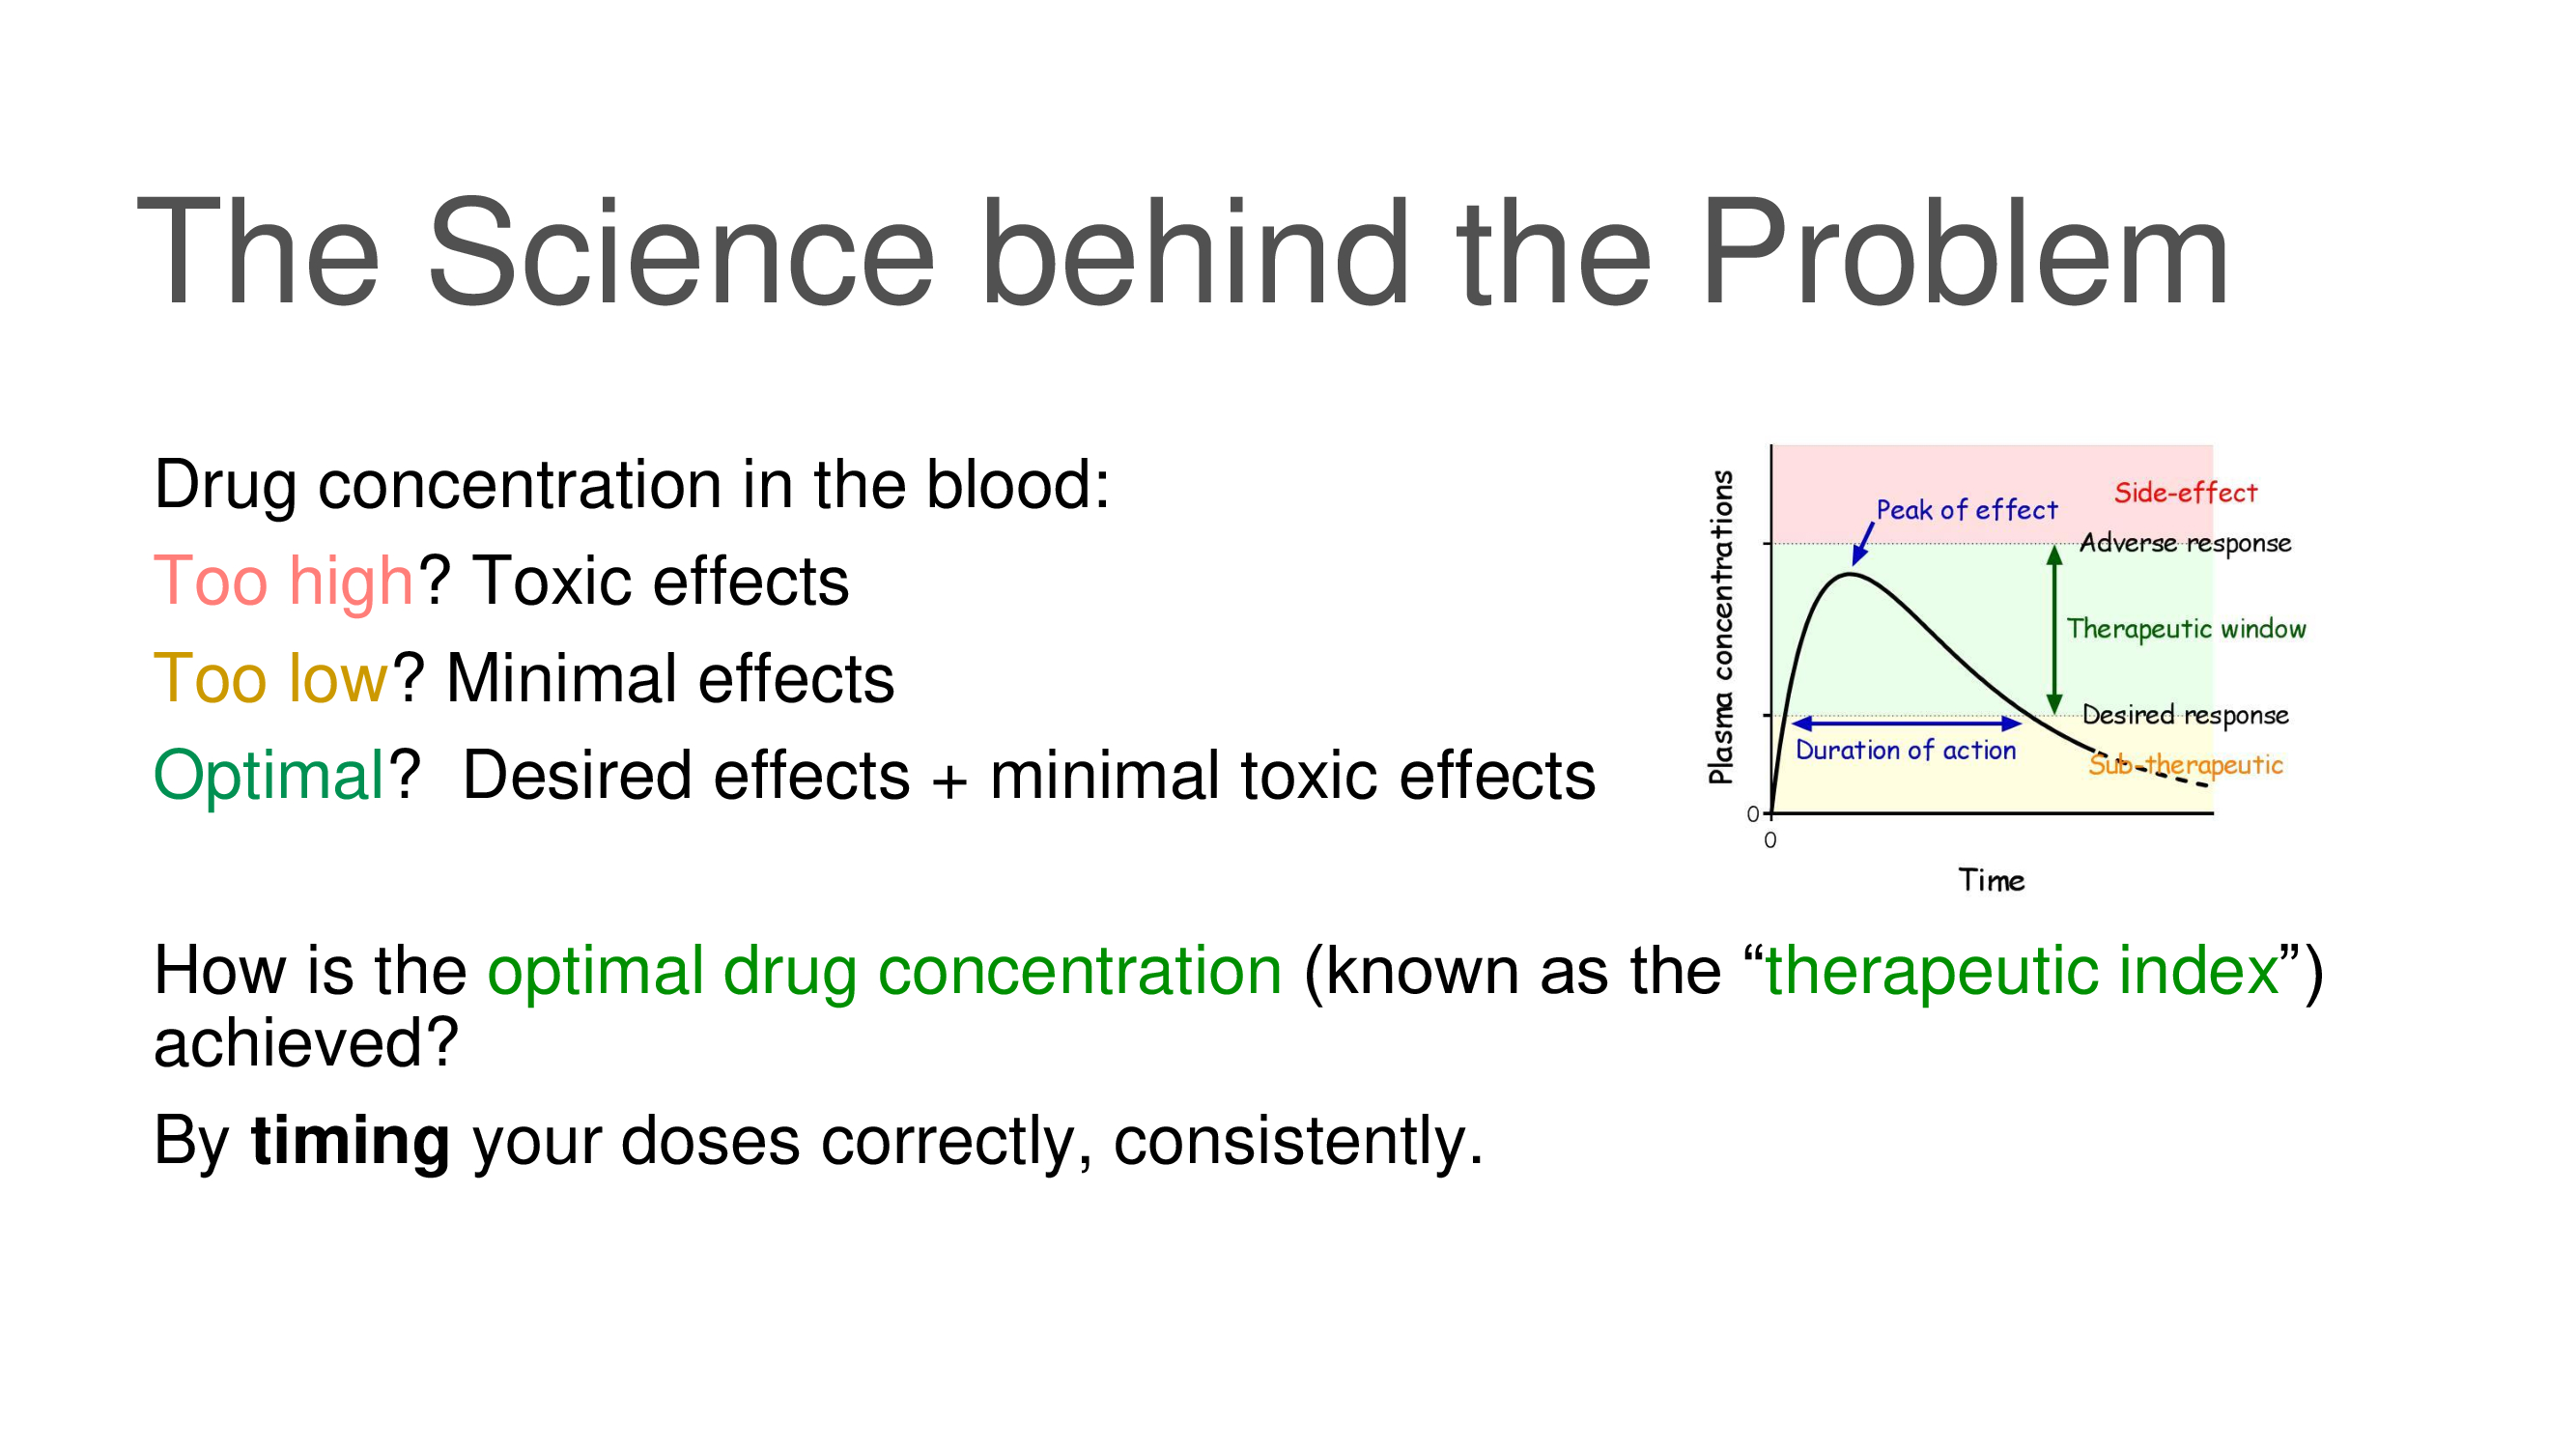 The Science behind the Problem
Drug concentration in the blood:
Too high? Toxic effects
Too low? Minimal effects
Optimal?  Desired effects + minimal toxic effects
Plasma concentrations
Side-effect
Peak of effect
Adverse response
Therapeutic window
Desired response
Duration of action
Sub-therapeutic
0
0
Time
How is the optimal drug concentration (known as the “therapeutic index”)
achieved?
By timing your doses correctly, consistently.